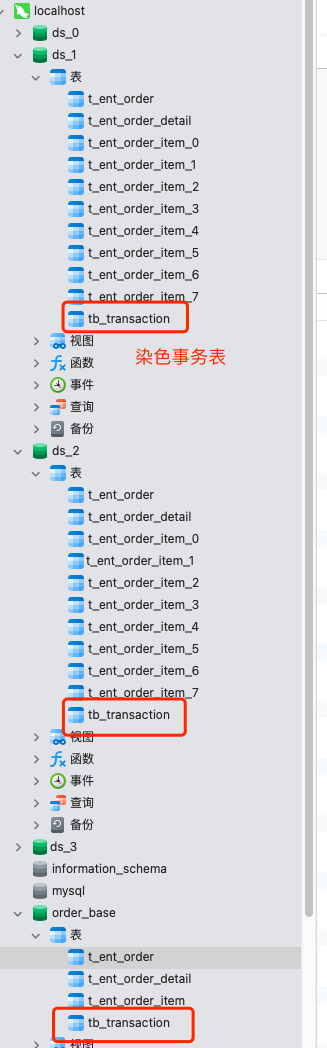 localhost
ds_0
ds_1
表
t_ent_order
t_ent_order_detail
t_ent_order_item_0
t_ent_order_item_1
t_ent_order_item_2
t_ent_order_item_3
t_ent_order_item_4
t_ent_order_item_5
t_ent_order_item_6
t_ent_order_item_7
tb_transaction
视图
染色事务表
函数
事件
查询
备份
ds_2
表
t_ent_order
t_ent_order_detail
t_ent_order_item_0
t_ent_order_item_1
t_ent_order_item_2
t_ent_order_item_3
t_ent_order_item_4
t_ent_order_item_5
t_ent_order_item_6
t_ent_order_item_7
tb_transaction
视图
函数
事件
查询
备份
ds_3
information_schema
mysql
order_base
表
t_ent_order
t_ent_order_detail
t_ent_order_item
tb_transaction
视图